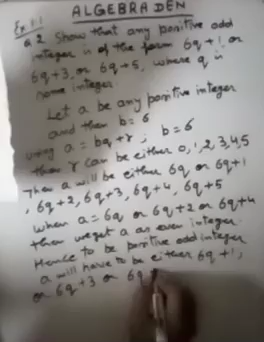 ALGEBRA DEN
Ex 1.1
Q.2 Show that any positive odd
integer is of the form 6q+1, or
6q+3, or 6q+5, where q is
some integer.
Let a be any positive integer
and then b=6
using a = bq+r; b=6
then r can be either 0,1,2,3,4,5
Then a will be either 6q or 6q+1
, 6q+2, 6q+3, 6q+4, 6q+5
When a=6q or 6q+2 or 6q+4
then we get a as even integer.
Hence to be positive odd integer
a will have to be either 6q+1,
or 6q+3 or 6q